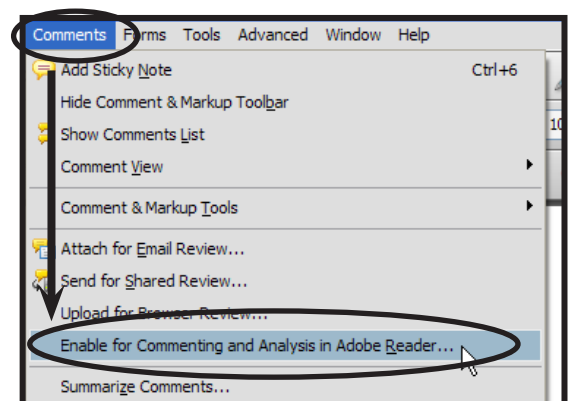 Comments Forms Tools Advanced Window Help
Add Sticky Note Ctrl+6
Hide Comment & Markup Toolbar
Show Comments List
10
Comment View
Comment & Markup Tools
Attach for Email Review...
Send for Shared Review...
Upload for Browser Review...
Enable for Commenting and Analysis in Adobe Reader...
Summarize Comments...